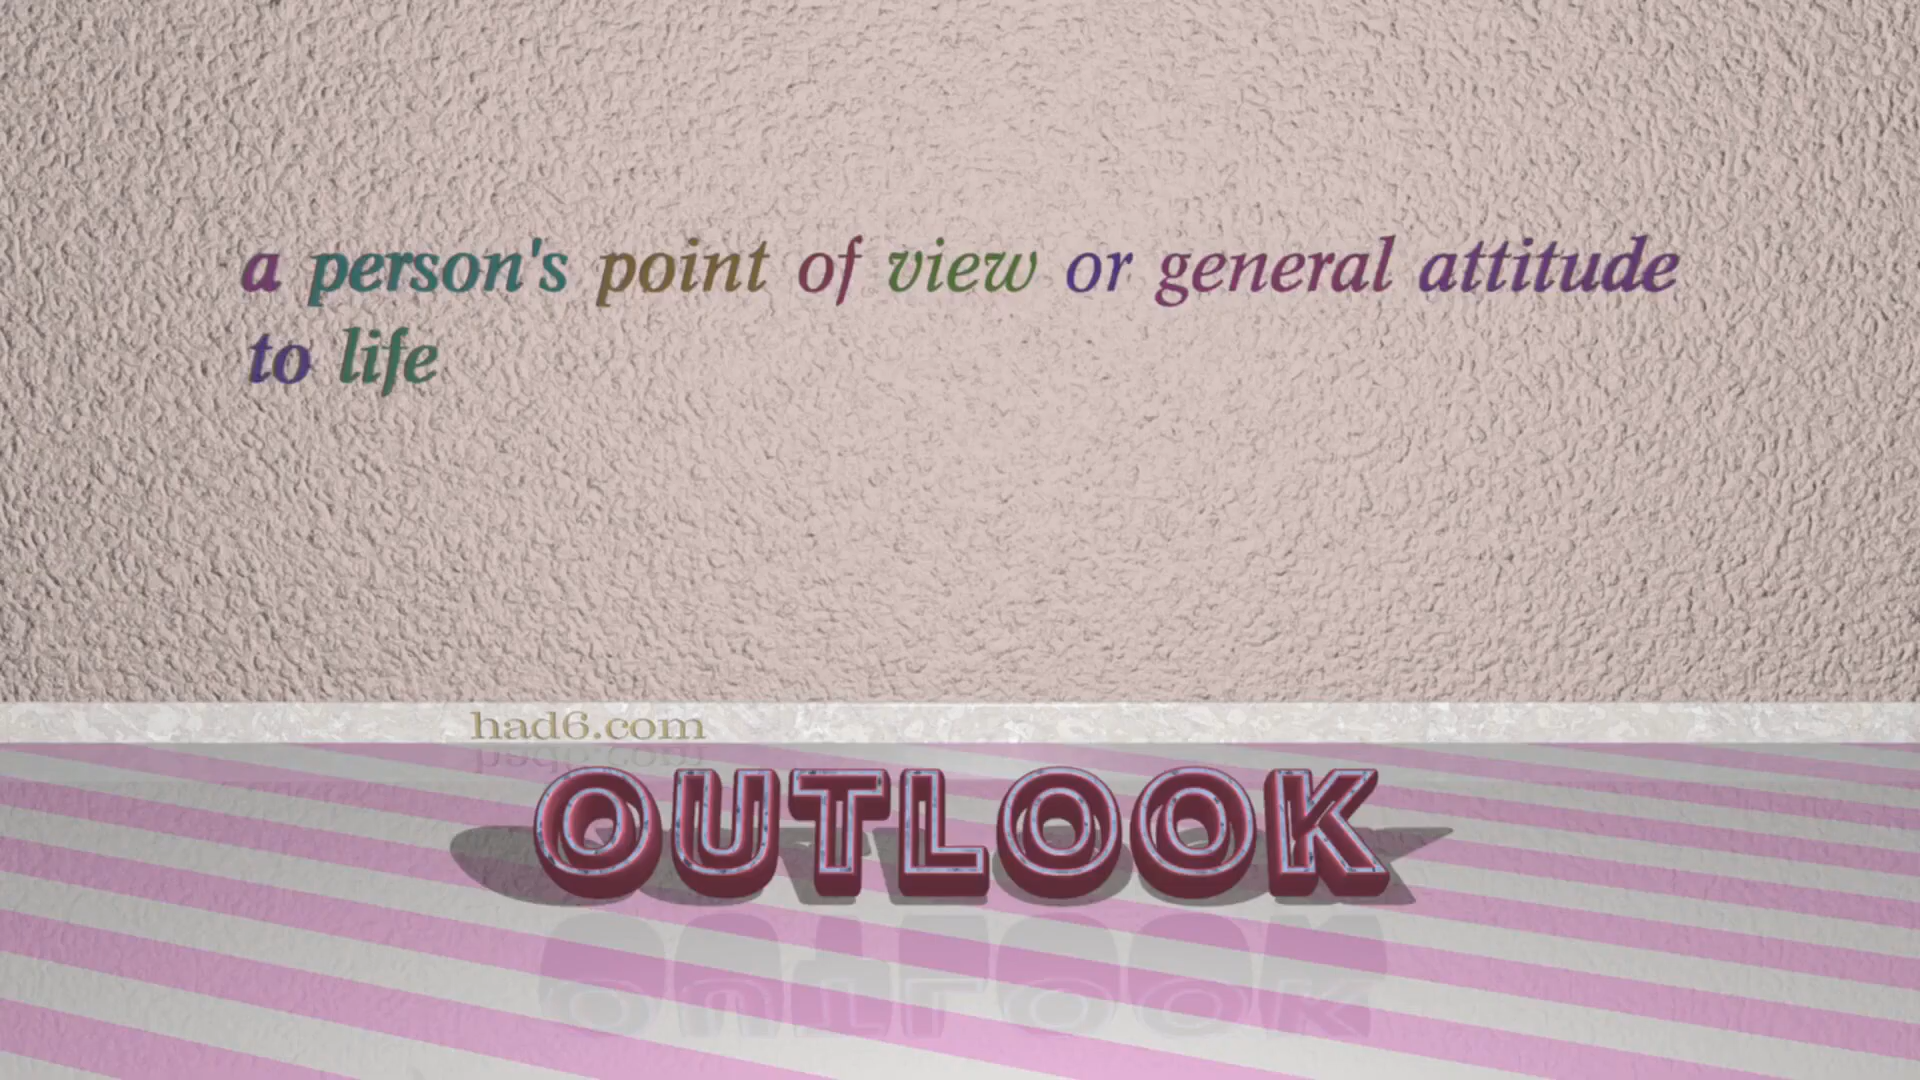 a person's point of view or general attitude
to life
had6.com
OUTLOOK